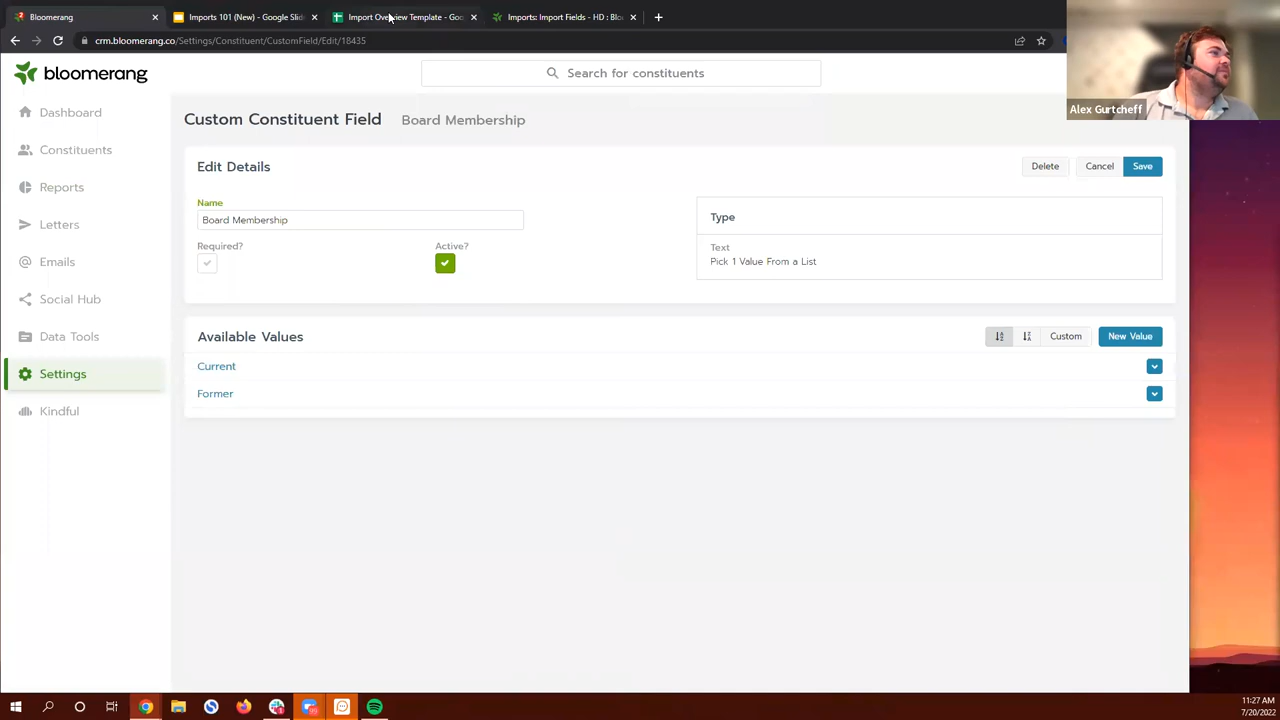 Bloomerang
Imports 101 (New) - Google Slid
Import Overview Template - Goo
Imports: Import Fields - HD : Blo
crm.bloomerang.co/Settings/Constituent/CustomField/Edit/18435
bloomerang
Search for constituents
Alex Gurtcheff
Dashboard
Constituents
Reports
Letters
Emails
Social Hub
Data Tools
Settings
Kindful
Custom Constituent Field Board Membership
Edit Details
Delete
Cancel
Save
Name
Board Membership
Required?
Active?
Type
Text
Pick 1 Value From a List
Available Values
Custom
New Value
Current
Former
11:27 AM
7/20/2022